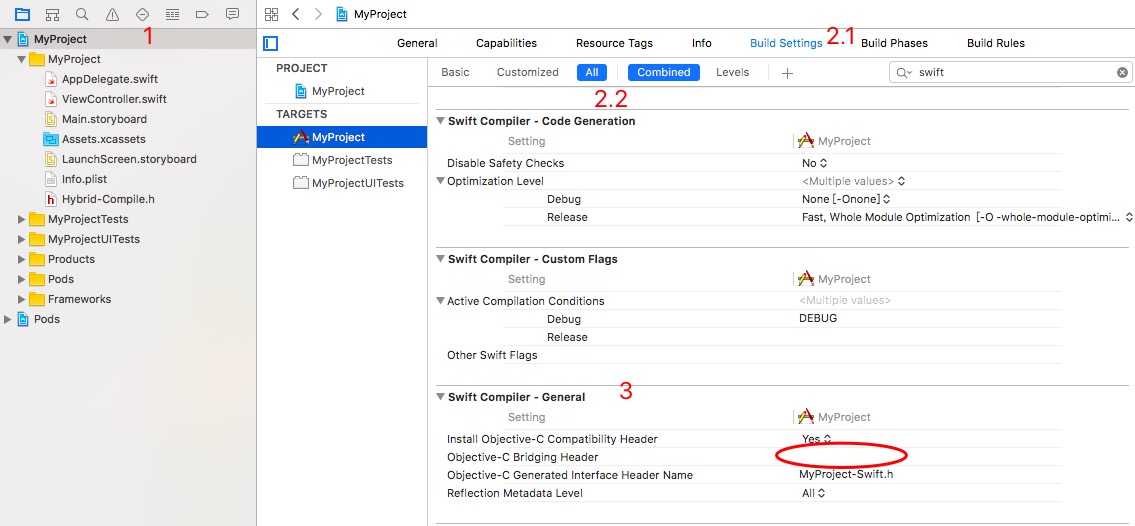 MyProject
MyProject 1
MyProject
AppDelegate.swift
ViewController.swift
Main.storyboard
Assets.xcassets
LaunchScreen.storyboard
Info.plist
h Hybrid-Compile.h
MyProjectTests
MyProjectUITests
Products
Pods
Frameworks
Pods
General Capabilities Resource Tags Info Build Settings 2.1 Build Phases Build Rules
PROJECT
MyProject
TARGETS
MyProject
MyProjectTests
MyProjectUITests
Basic Customized All Combined Levels + swift
2.2
Swift Compiler - Code Generation
Setting MyProject
Disable Safety Checks No
Optimization Level <Multiple values>
Debug None [-Onone]
Release Fast, Whole Module Optimization [-O -whole-module-optimi...
Swift Compiler - Custom Flags
Setting MyProject
Active Compilation Conditions <Multiple values>
Debug DEBUG
Release
Other Swift Flags
Swift Compiler - General 3
Setting MyProject
Install Objective-C Compatibility Header Yes
Objective-C Bridging Header
Objective-C Generated Interface Header Name MyProject-Swift.h
Reflection Metadata Level All